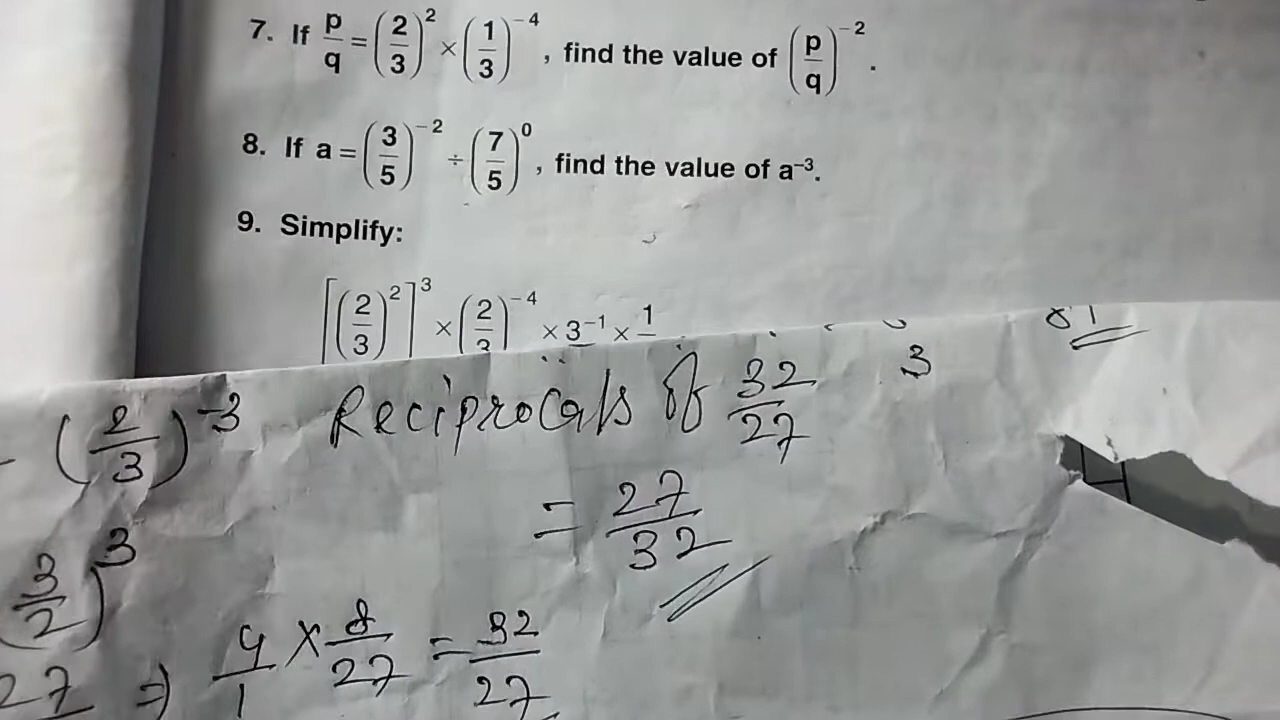 7. If p/q = (2/3)² × (1/3)⁻⁴, find the value of (p/q)⁻².
8. If a = (3/5)⁻² ÷ (7/5)⁰, find the value of a⁻³.
9. Simplify:
[(2/3)²]³ × (2/3)⁻⁴ × 3⁻¹ × 1
81
3
(2/3)⁻³ Reciprocals of 32/27
= 27/32
(3/2)³
27 ⇒ 4/1 × 8/27 = 32/27